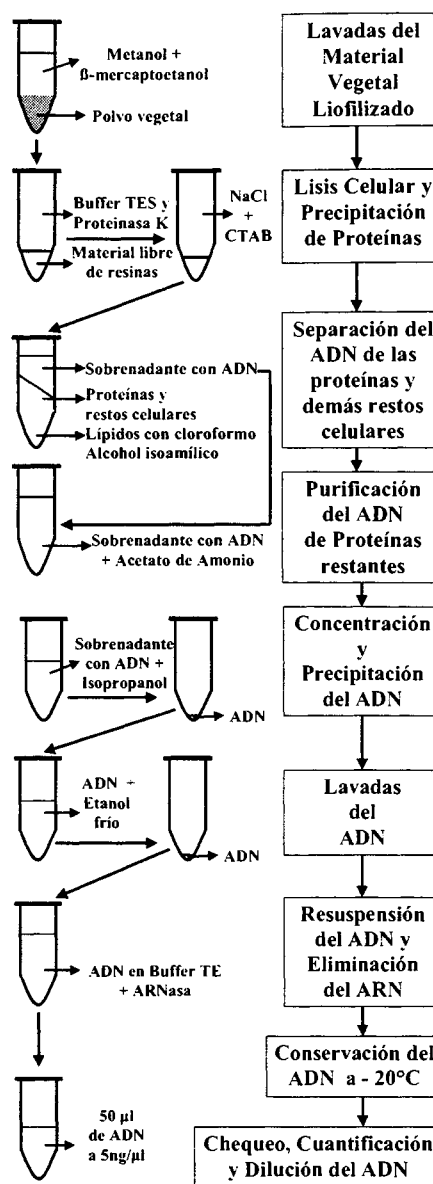 Metanol +
ß-mercaptoctanol
Polvo vegetal
Lavadas del
Material
Vegetal
Liofilizado
Buffer TES y
Proteinasa K
Material libre
de resinas
NaCl
+
CTAB
Lisis Celular y
Precipitación
de Proteínas
Sobrenadante con ADN
Proteínas y
restos celulares
Lípidos con cloroformo
Alcohol isoamílico
Separación del
ADN de las
proteínas y
demás restos
celulares
Sobrenadante con ADN
+ Acetato de Amonio
Purificación
del ADN
de Proteínas
restantes
Sobrenadante
con ADN +
Isopropanol
ADN
Concentración
y
Precipitación
del ADN
ADN +
Etanol
frío
ADN
Lavadas
del
ADN
ADN en Buffer TE
+ ARNasa
Resuspensión
del ADN y
Eliminación
del ARN
Conservación del
ADN a - 20°C
50 µl
de ADN
a 5ng/µl
Chequeo, Cuantificación
y Dilución del ADN